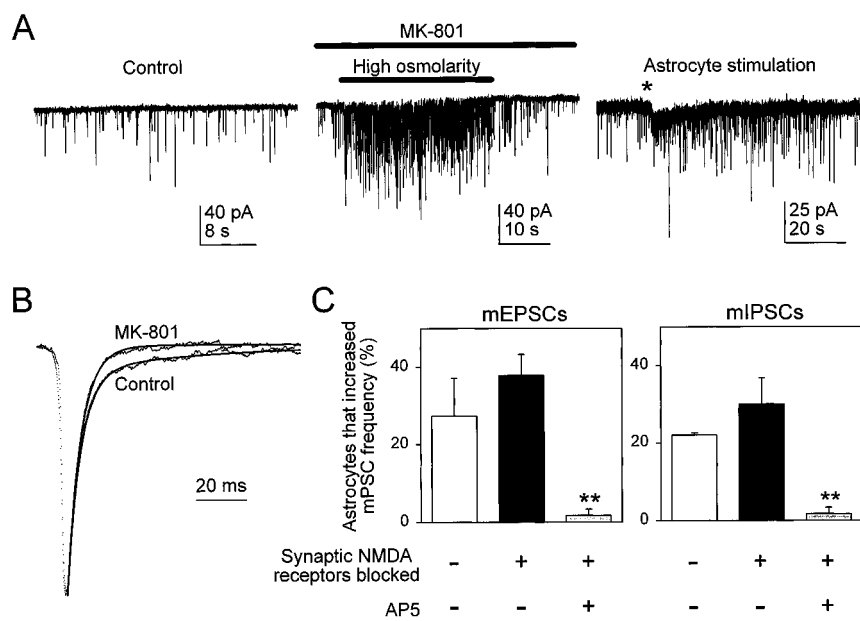 A
MK-801
Control
High osmolarity
Astrocyte stimulation
*
40 pA
8 s
40 pA
10 s
25 pA
20 s
B
MK-801
Control
20 ms
C
mEPSCs
mIPSCs
Astrocytes that increased
mPSC frequency (%)
40
20
0
**
40
20
0
**
Synaptic NMDA
receptors blocked
- + + - + +
AP5
- - + - - +